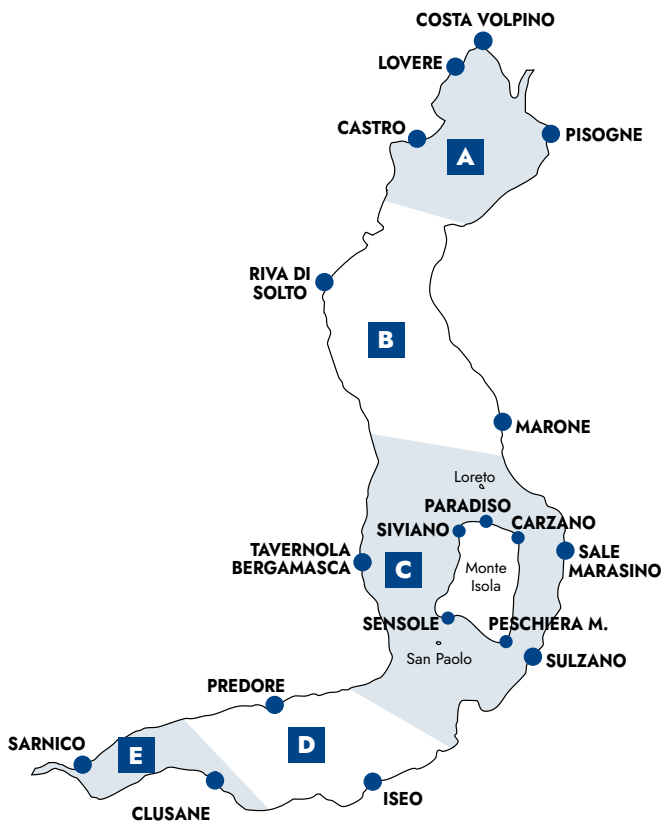 COSTA VOLPINO
LOVERE
CASTRO
PISOGNE
A
RIVA DI
SOLTO
B
MARONE
Loreto
PARADISO
SIVIANO
CARZANO
TAVERNOLA
BERGAMASCA
C
Monte
Isola
SALE
MARASINO
SENSOLE
PESCHIERA M.
San Paolo
SULZANO
PREDORE
D
SARNICO
E
CLUSANE
ISEO